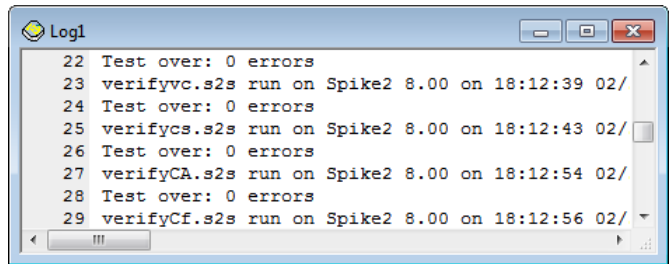 Log1
22 Test over: 0 errors
23 verifyvc.s2s run on Spike2 8.00 on 18:12:39 02/
24 Test over: 0 errors
25 verifycs.s2s run on Spike2 8.00 on 18:12:43 02/
26 Test over: 0 errors
27 verifyCA.s2s run on Spike2 8.00 on 18:12:54 02/
28 Test over: 0 errors
29 verifyCf.s2s run on Spike2 8.00 on 18:12:56 02/